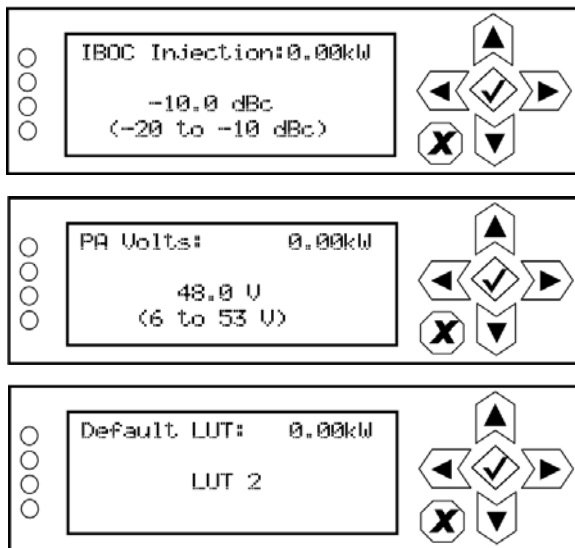 IBOC Injection:0.00kW
-10.0 dBc
(-20 to -10 dBc)
PA Volts: 0.00kW
48.0 V
(6 to 53 V)
Default LUT: 0.00kW
LUT 2